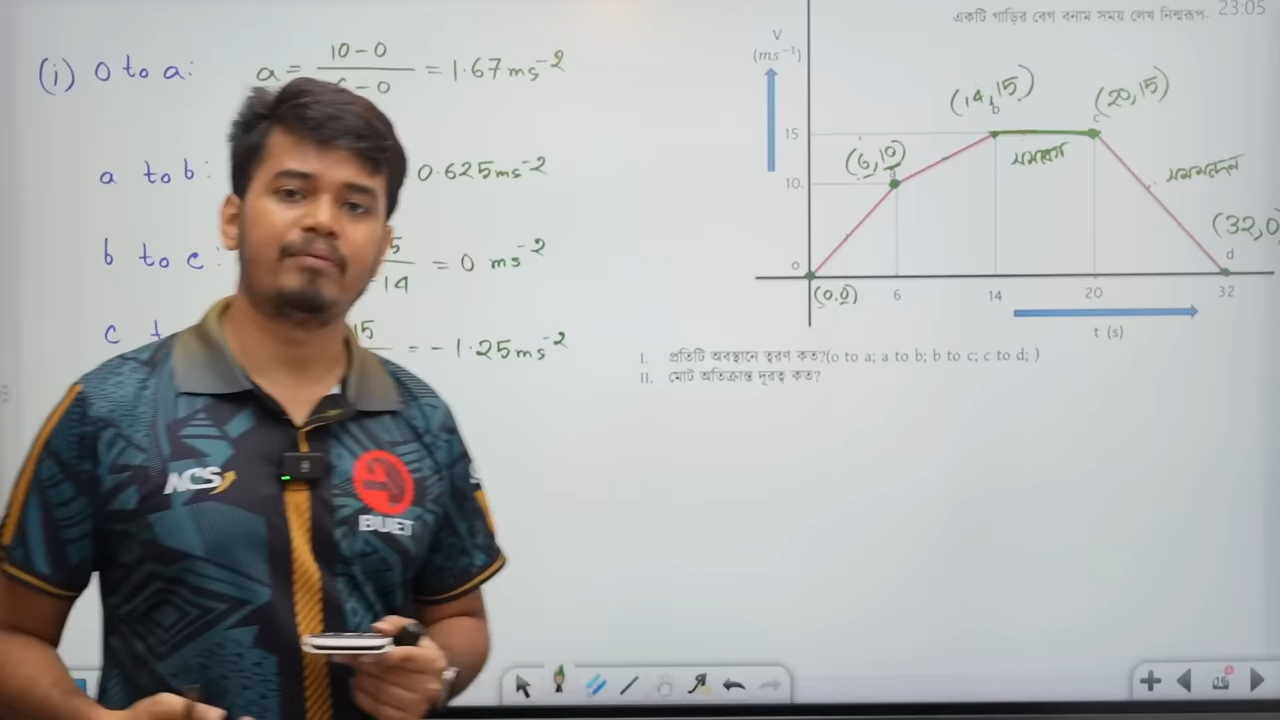 একটি গাড়ির বেগ বনাম সময় লেখ নিম্নরূপ- 23:05
(i) 0 to a: a = 10-0 / 6-0 = 1.67 ms⁻²
a to b: 0.625 ms⁻²
b to c: 5 / -14 = 0 ms⁻²
c t 15 = -1.25 ms⁻²
V
(ms⁻¹)
(14, 15) b
(20, 15) c
15
(6, 10) a
সমবেগ
সমমন্দন
10
(32, 0
d
0
(0,0)
6 14 20 32
t (s)
I. প্রতিটি অবস্থানে ত্বরণ কত?(o to a; a to b; b to c; c to d; )
II. মোট অতিক্রান্ত দূরত্ব কত?
ACS
BUET